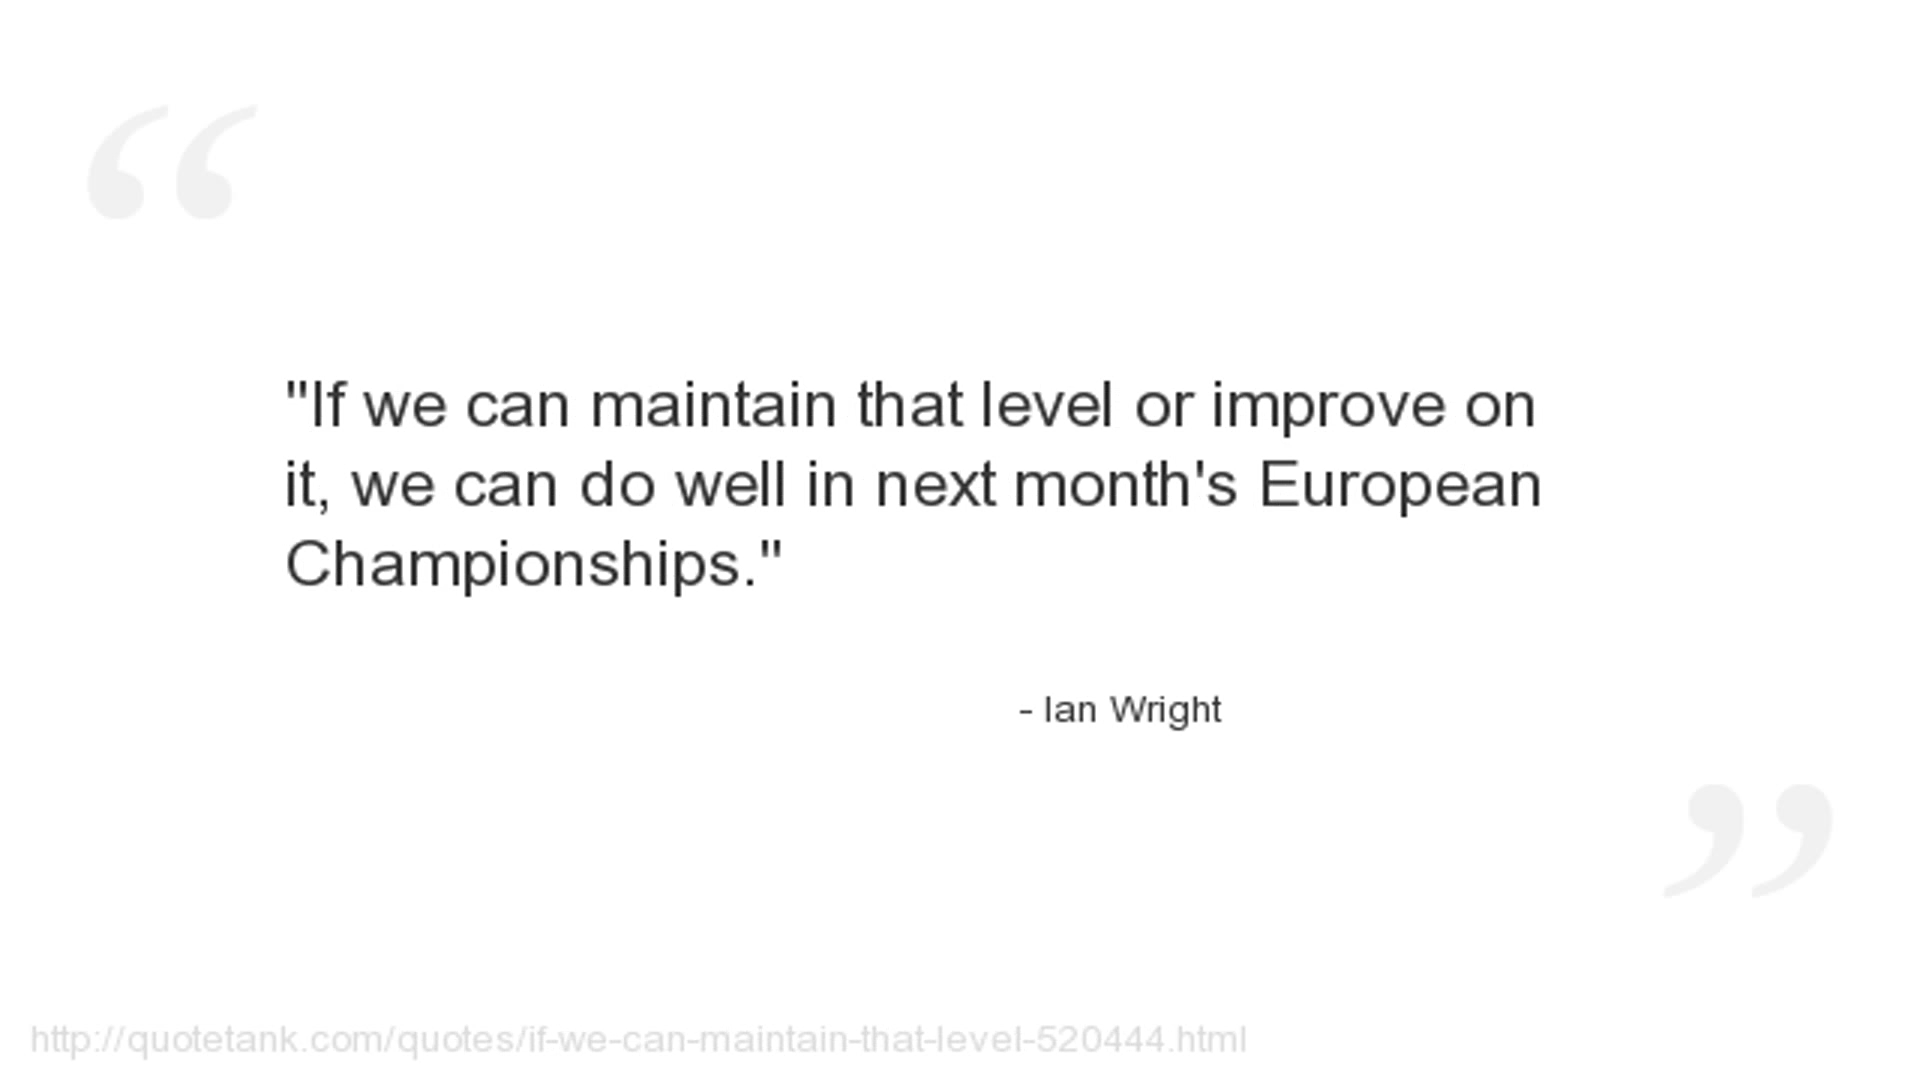 “
"If we can maintain that level or improve on
it, we can do well in next month's European
Championships."
- Ian Wright
”
http://quotetank.com/quotes/if-we-can-maintain-that-level-520444.html